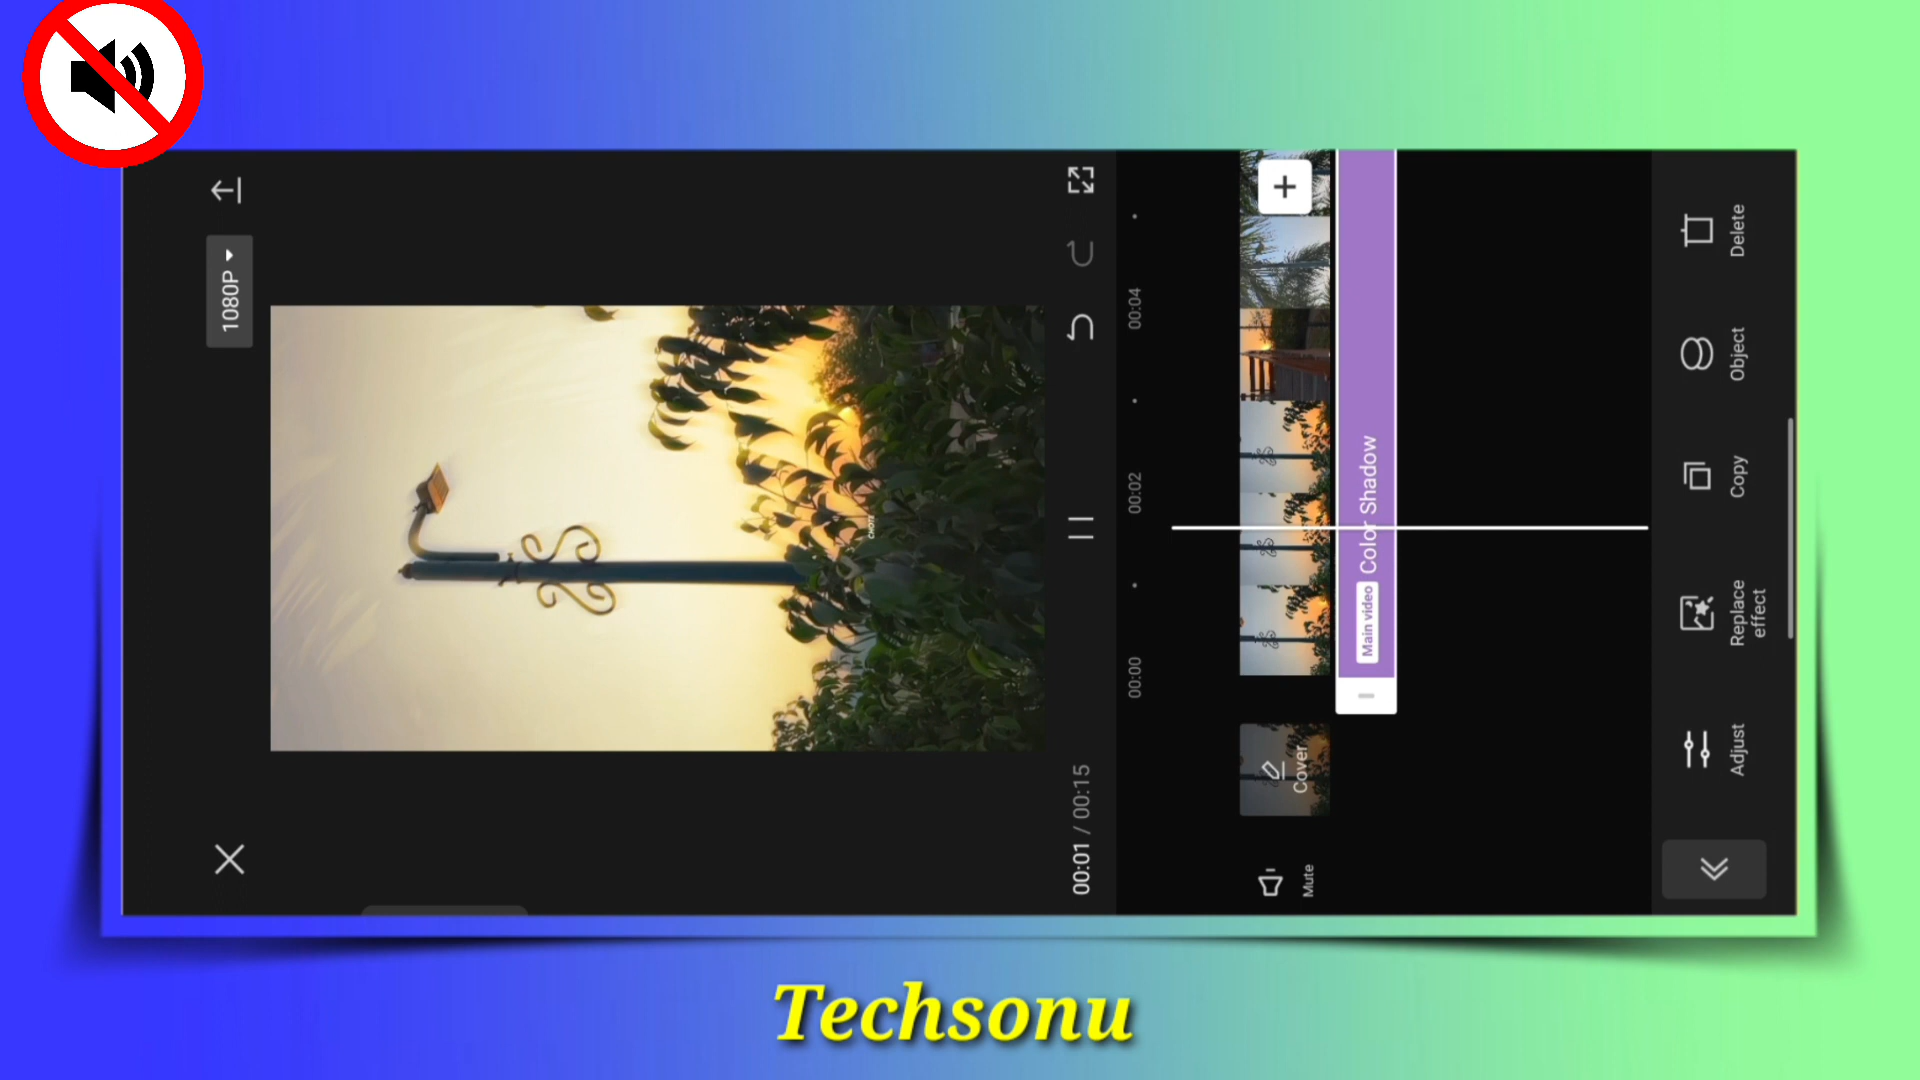 1080P
00:01 / 00:15
00:00
00:02
00:04
Cover
Mute
Main video
Color Shadow
Adjust
Replace
effect
Copy
Object
Delete
Techsonu